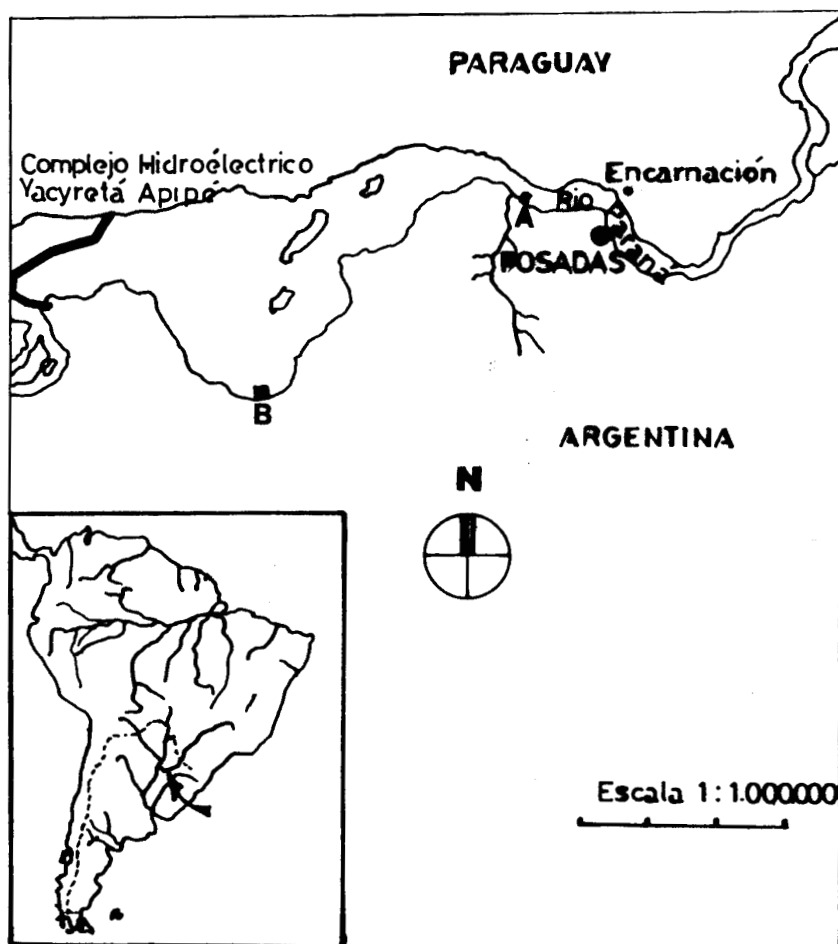 PARAGUAY
Complejo Hidroélectrico
Yacyretá Apipé
Encarnación
Rio
Paraná
A
POSADAS
B
ARGENTINA
N
Escala 1:1.000.000